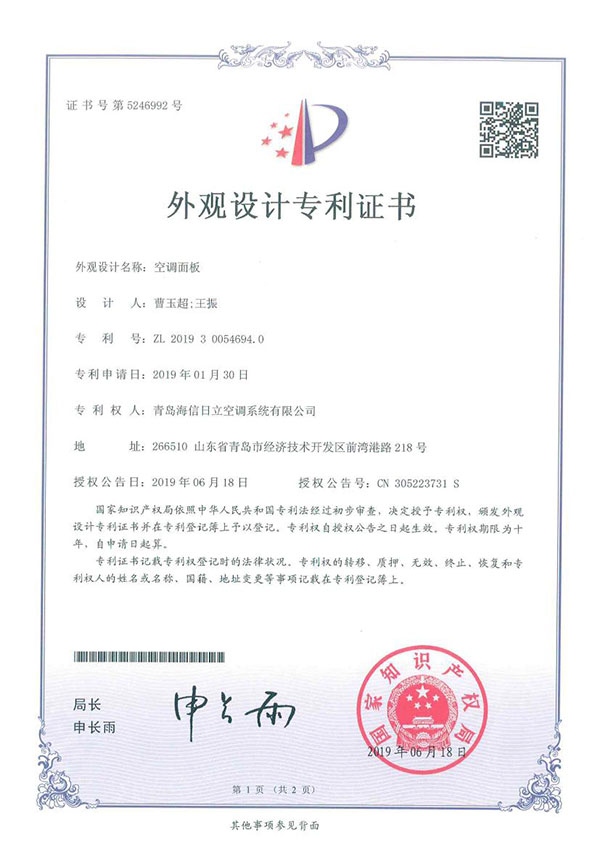 证书号第5246992号
外观设计专利证书
外观设计名称：空调面板
设计人：曹玉超;王振
专利号：ZL 2019 3 0054694.0
专利申请日：2019年01月30日
专利权人：青岛海信日立空调系统有限公司
地址：266510 山东省青岛市经济技术开发区前湾港路218号
授权公告日：2019年06月18日 授权公告号：CN 305223731 S
国家知识产权局依照中华人民共和国专利法经过初步审查，决定授予专利权，颁发外观
设计专利证书并在专利登记簿上予以登记。专利权自授权公告之日起生效。专利权期限为十
年，自申请日起算。
专利证书记载专利权登记时的法律状况。专利权的转移、质押、无效、终止、恢复和专
利权人的姓名或名称、国籍、地址变更等事项记载在专利登记簿上。
局长
申长雨
申长雨
国家知识产权局
2019年06月18日
第1页（共2页）
其他事项参见背面